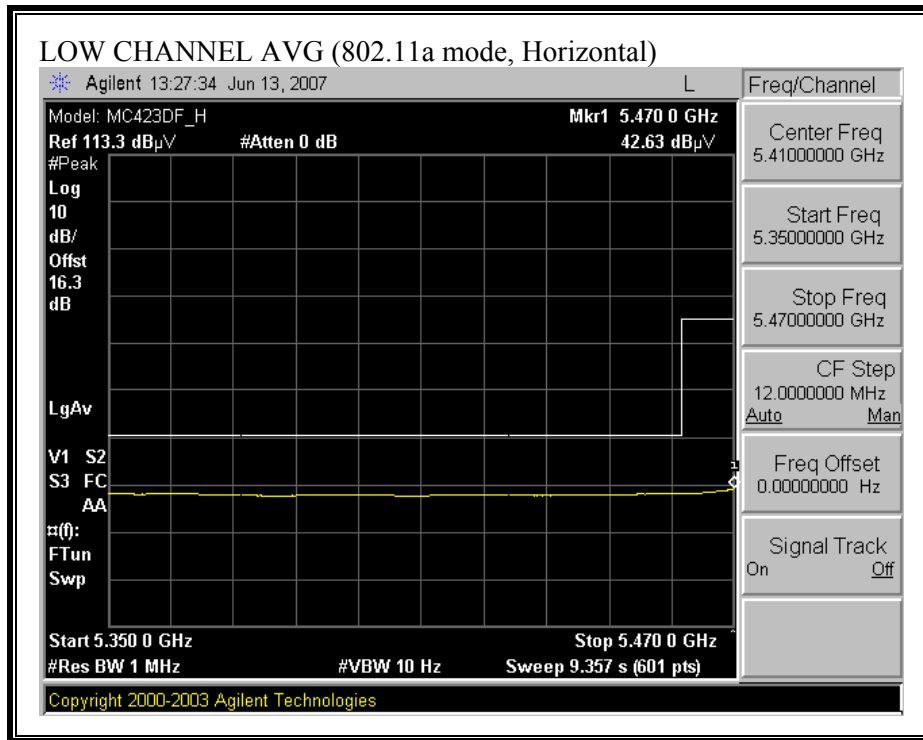 LOW CHANNEL AVG (802.11a mode, Horizontal)
Agilent 13:27:34 Jun 13, 2007 L
Freq/Channel
Model: MC423DF_H
Mkr1 5.470 0 GHz
Ref 113.3 dBµV #Atten 0 dB 42.63 dBµV
#Peak
Log
10
dB/
Offst
16.3
dB
LgAv
V1 S2
S3 FC
AA
¤(f):
FTun
Swp
1
Start 5.350 0 GHz Stop 5.470 0 GHz ^
#Res BW 1 MHz #VBW 10 Hz Sweep 9.357 s (601 pts)
Copyright 2000-2003 Agilent Technologies
Center Freq
5.41000000 GHz
Start Freq
5.35000000 GHz
Stop Freq
5.47000000 GHz
CF Step
12.0000000 MHz
Auto Man
Freq Offset
0.00000000 Hz
Signal Track
On Off